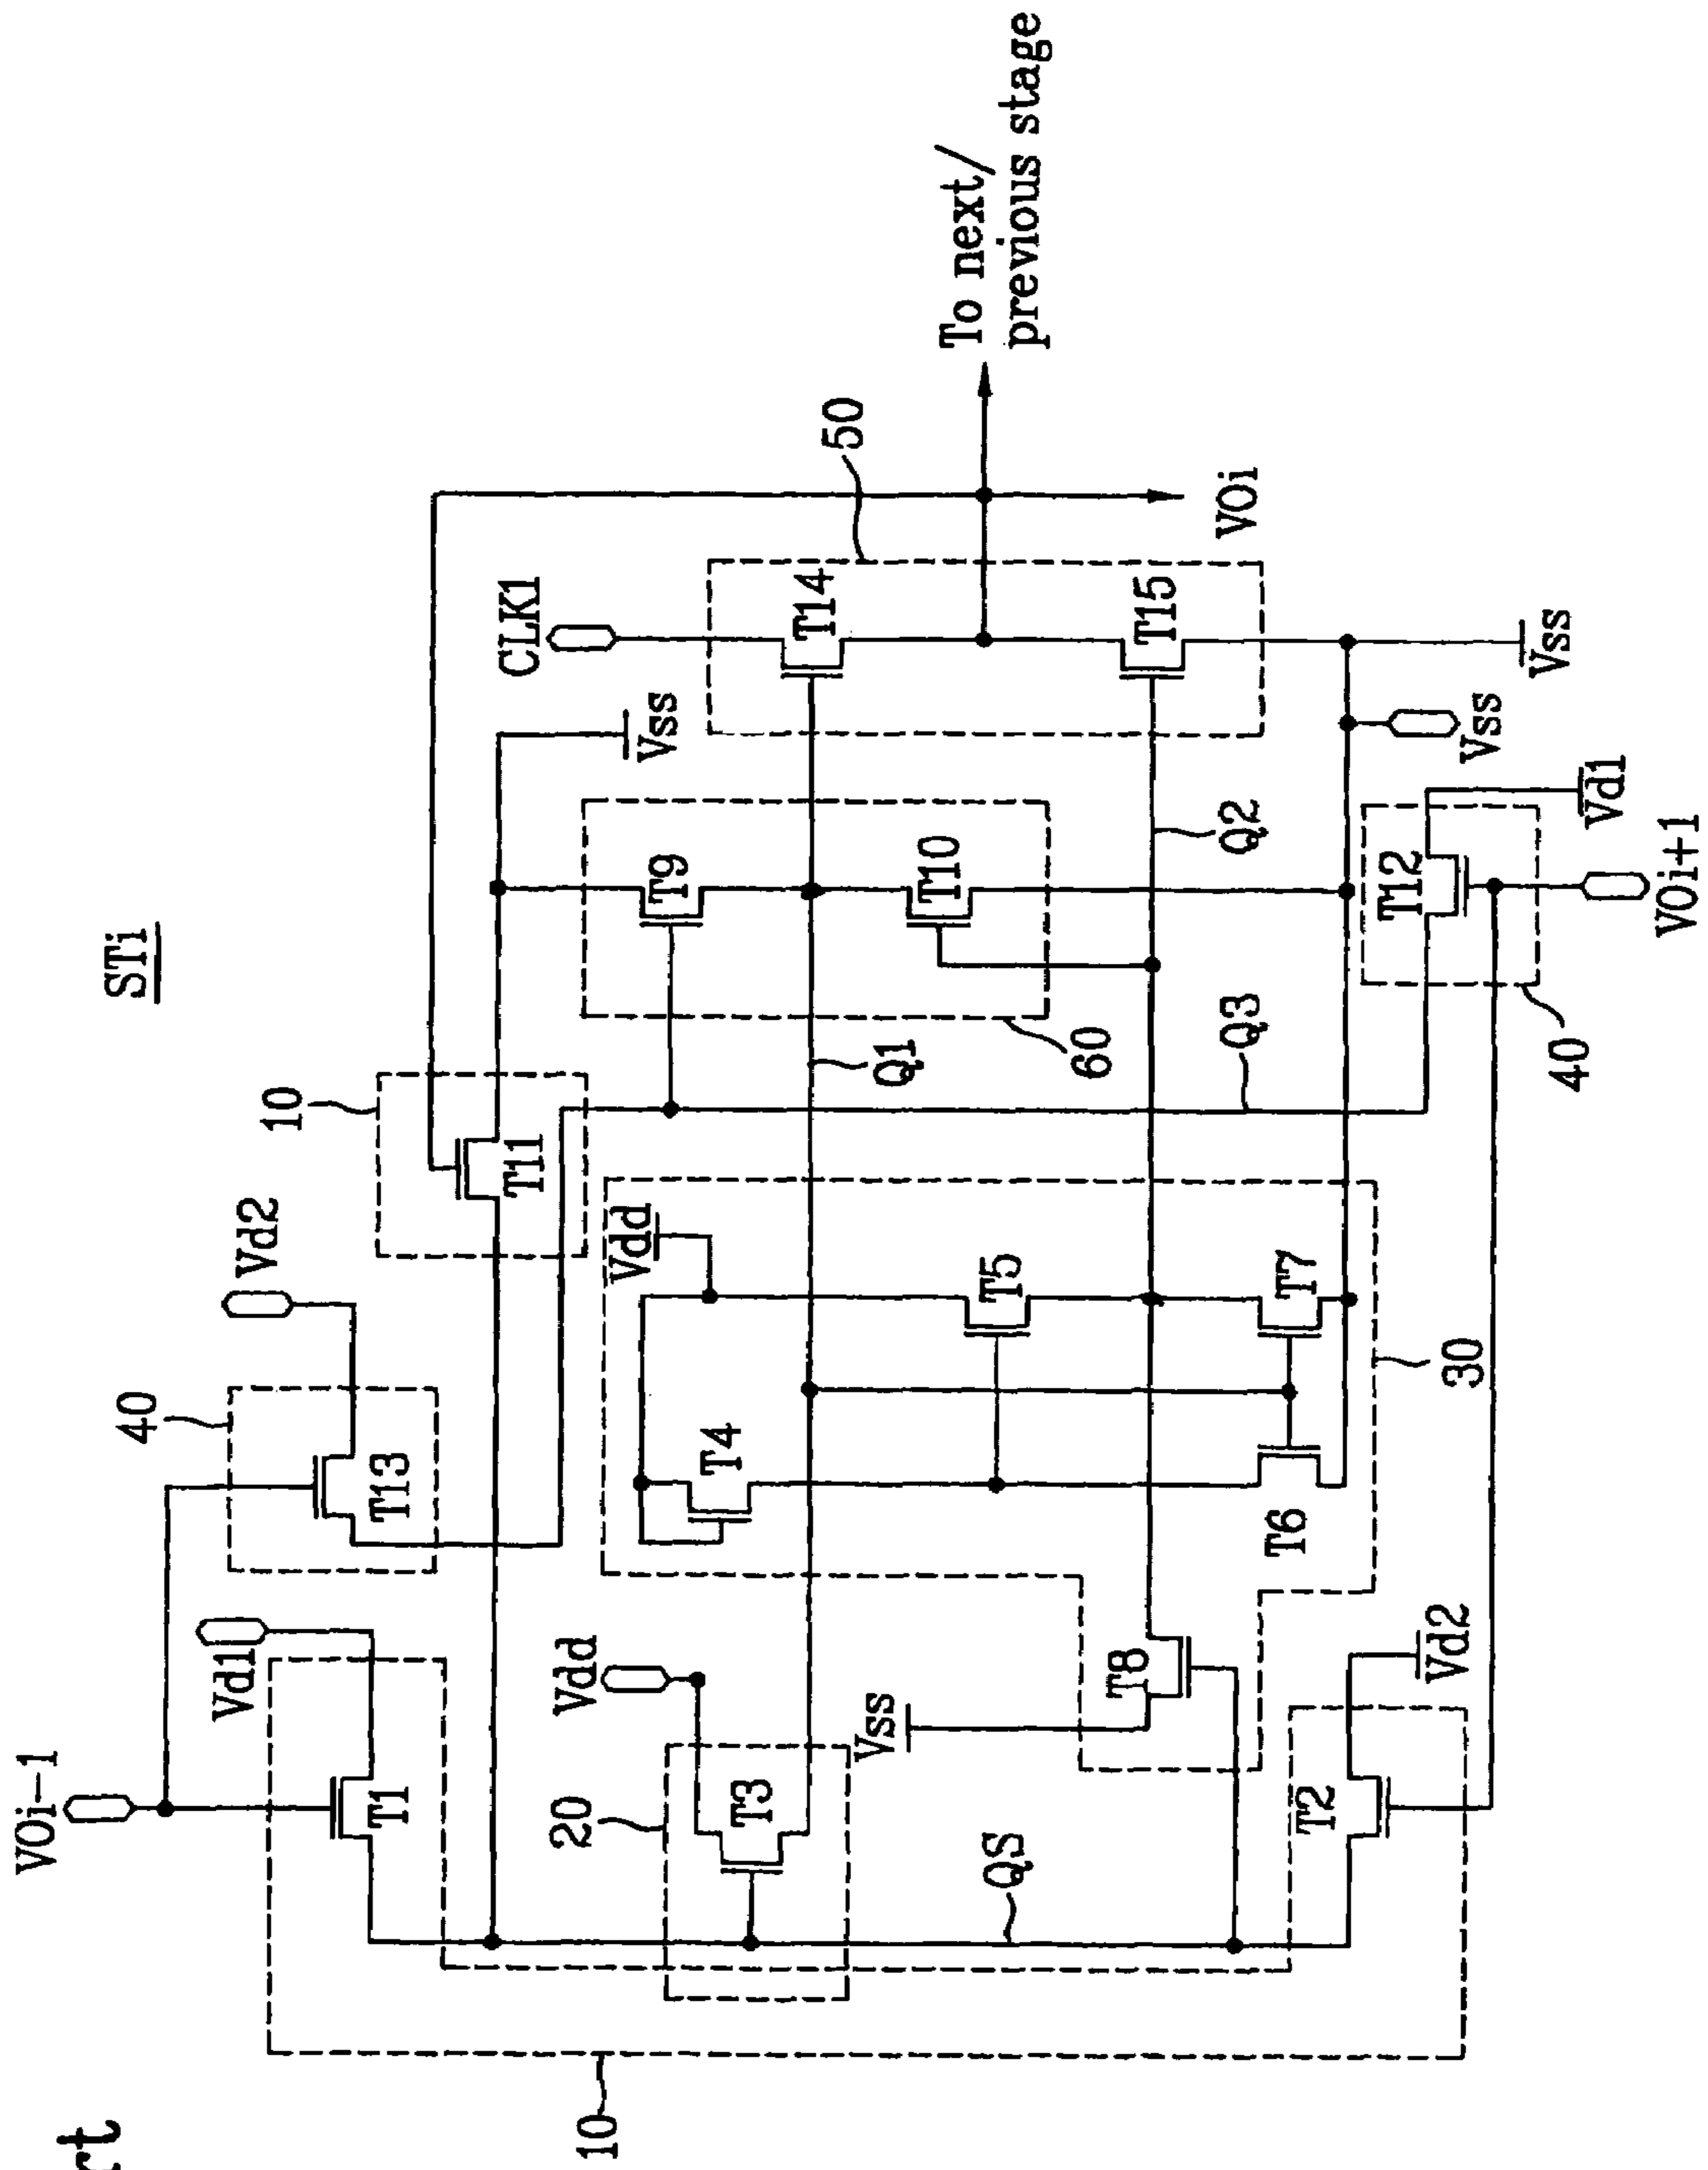 STi
VOi-1
Vd1
T1
40
T13
Vd2
10
T11
Vss
CLK1
50
T14
To next/
previous stage
20
T3
Vdd
Vdd
T4
T5
T9
60
T10
Q1
VOi
T15
Vss
T8
T6
T7
Q2
Q3
30
QS
T2
Vd2
T12
40
Vd1
Vss
Vss
VOi+1
10
rt